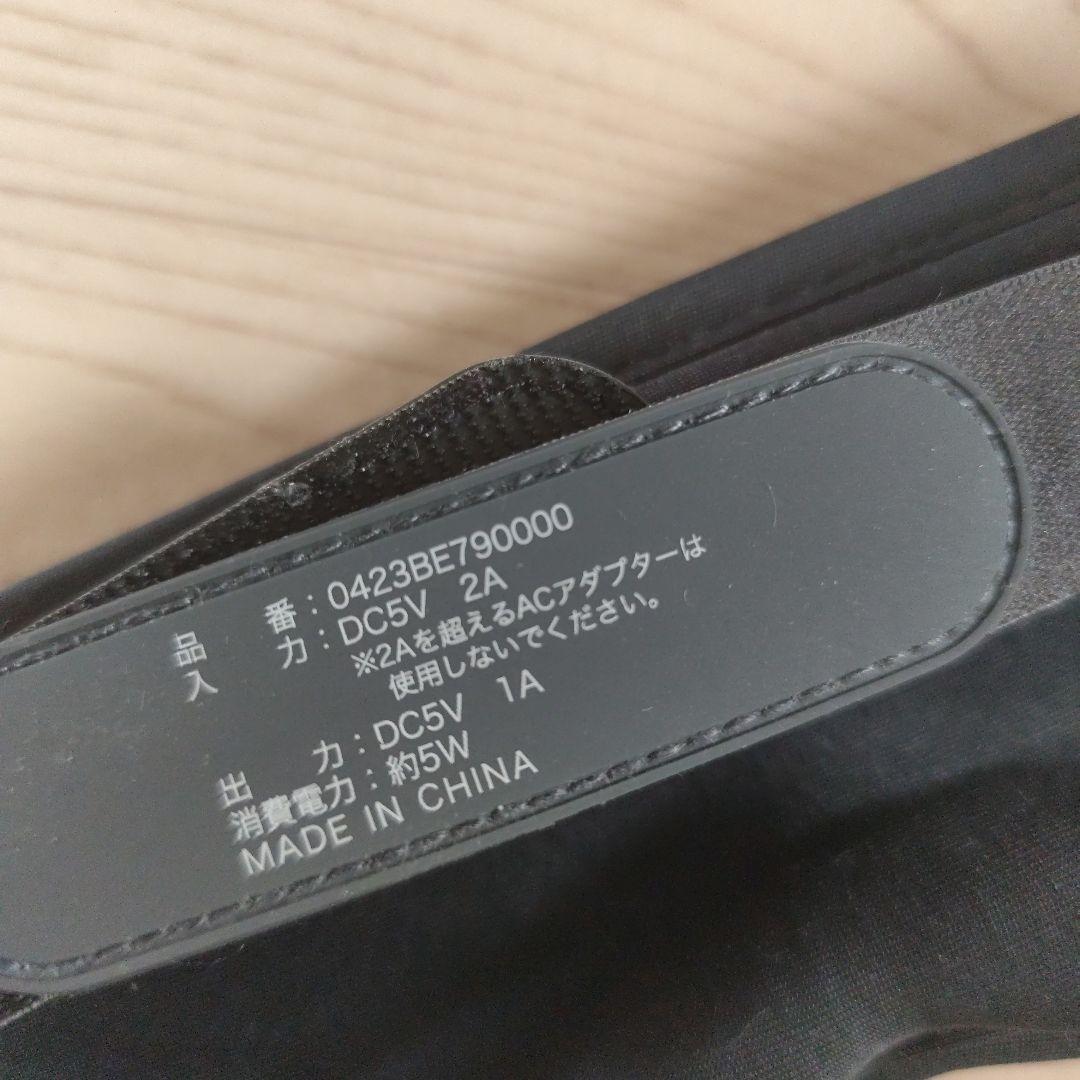 品　　番：0423BE790000
入　　力：DC5V　2A
※2Aを超えるACアダプターは
使用しないでください。
出　　力：DC5V　1A
消費電力：約5W
MADE IN CHINA